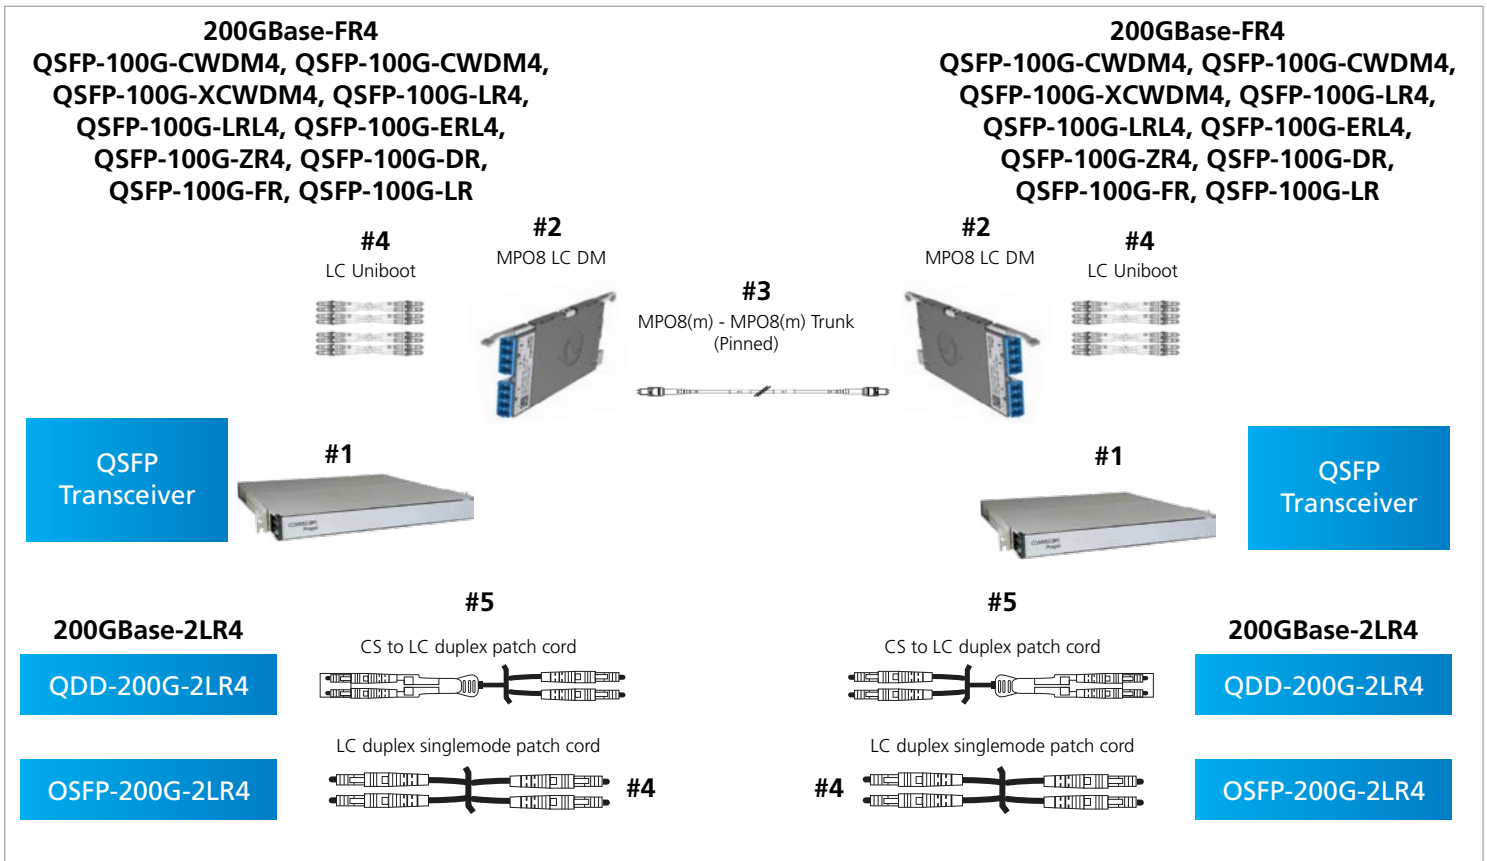 200GBase-FR4
QSFP-100G-CWDM4, QSFP-100G-CWDM4,
QSFP-100G-XCWDM4, QSFP-100G-LR4,
QSFP-100G-LRL4, QSFP-100G-ERL4,
QSFP-100G-ZR4, QSFP-100G-DR,
QSFP-100G-FR, QSFP-100G-LR
200GBase-FR4
QSFP-100G-CWDM4, QSFP-100G-CWDM4,
QSFP-100G-XCWDM4, QSFP-100G-LR4,
QSFP-100G-LRL4, QSFP-100G-ERL4,
QSFP-100G-ZR4, QSFP-100G-DR,
QSFP-100G-FR, QSFP-100G-LR
#4
LC Uniboot
#2
MPO8 LC DM
#3
MPO8(m) - MPO8(m) Trunk
(Pinned)
#2
MPO8 LC DM
#4
LC Uniboot
QSFP
Transceiver
#1
COMMSCOPE
Propel
#1
COMMSCOPE
Propel
QSFP
Transceiver
200GBase-2LR4
QDD-200G-2LR4
OSFP-200G-2LR4
#5
CS to LC duplex patch cord
LC duplex singlemode patch cord
#4
#5
CS to LC duplex patch cord
LC duplex singlemode patch cord
#4
200GBase-2LR4
QDD-200G-2LR4
OSFP-200G-2LR4